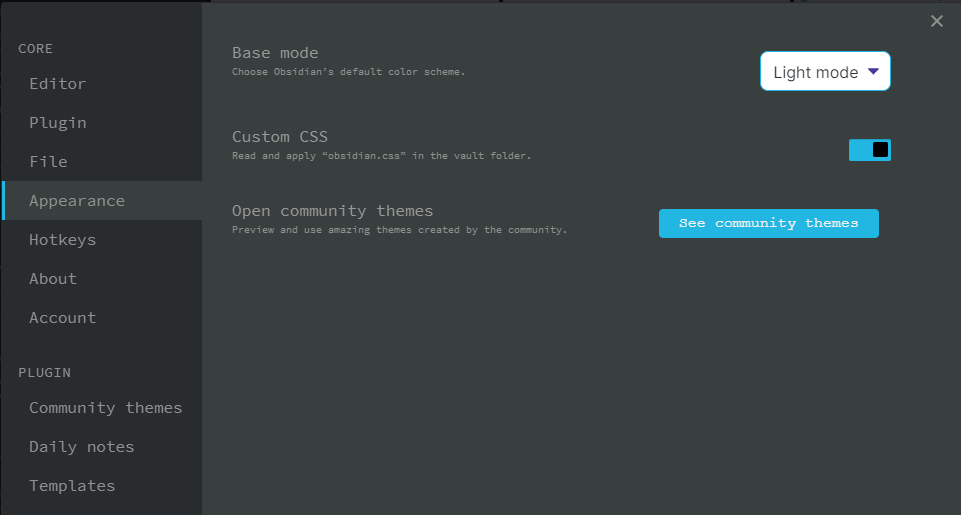 CORE
Editor
Plugin
File
Appearance
Hotkeys
About
Account
PLUGIN
Community themes
Daily notes
Templates
Base mode
Choose Obsidian’s default color scheme.
Light mode
Custom CSS
Read and apply “obsidian.css” in the vault folder.
Open community themes
Preview and use amazing themes created by the community.
See community themes